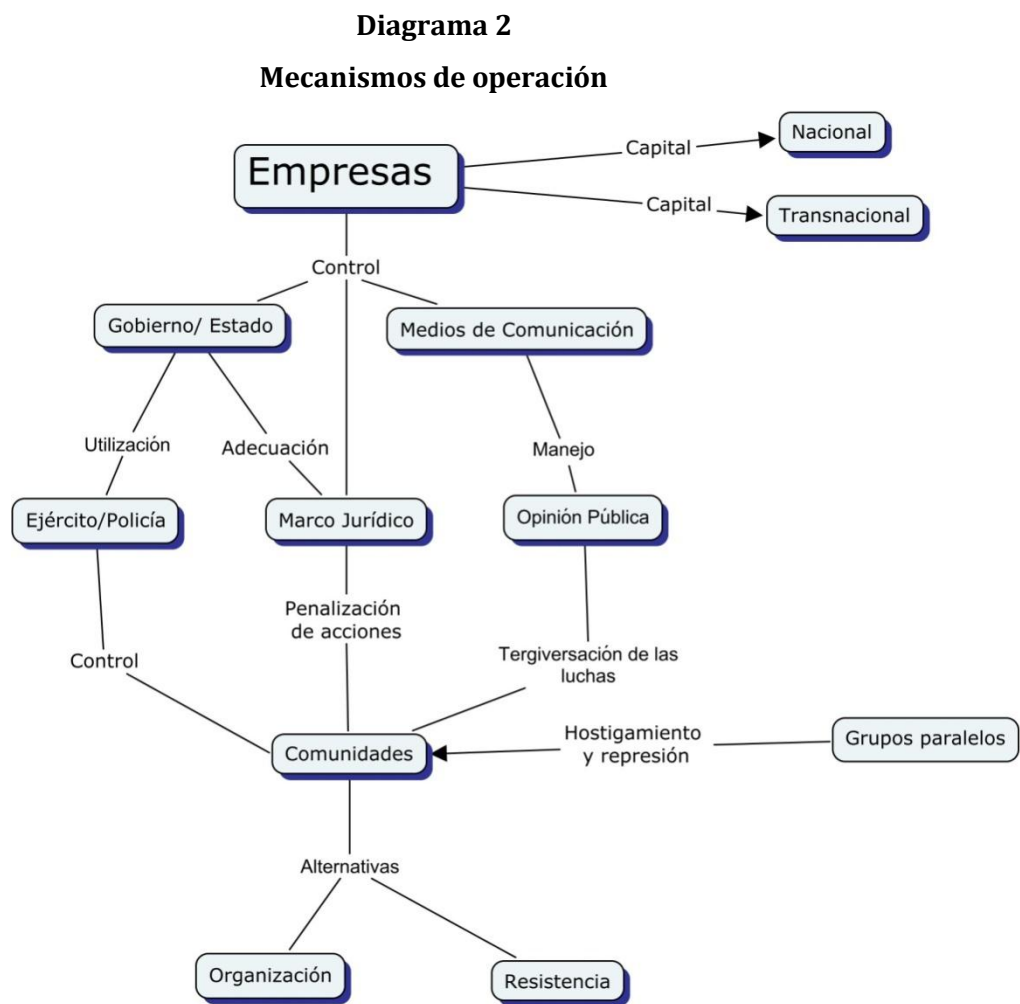 Diagrama 2
Mecanismos de operación
Nacional
Capital
Empresas
Capital
Transnacional
Control
Gobierno/ Estado
Medios de Comunicación
Utilización
Adecuación
Manejo
Ejército/Policía
Marco Jurídico
Opinión Pública
Penalización
de acciones
Control
Tergiversación de las
luchas
Comunidades
Hostigamiento
y represión
Grupos paralelos
Alternativas
Organización
Resistencia